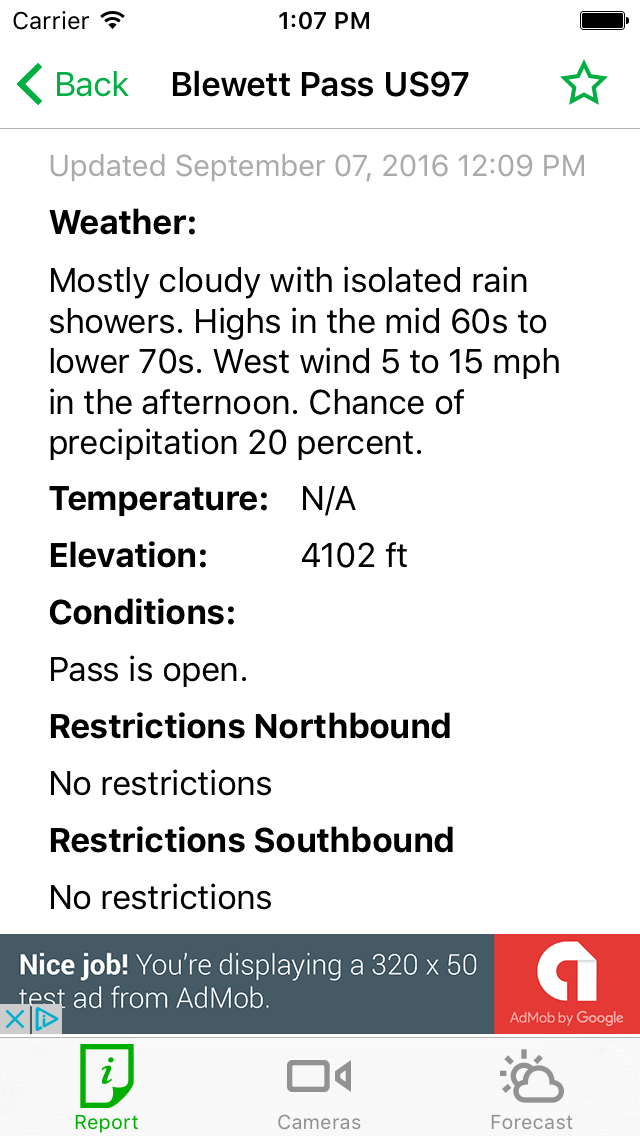 Carrier 1:07 PM
Back Blewett Pass US97
Updated September 07, 2016 12:09 PM
Weather:
Mostly cloudy with isolated rain
showers. Highs in the mid 60s to
lower 70s. West wind 5 to 15 mph
in the afternoon. Chance of
precipitation 20 percent.
Temperature: N/A
Elevation: 4102 ft
Conditions:
Pass is open.
Restrictions Northbound
No restrictions
Restrictions Southbound
No restrictions
Nice job! You're displaying a 320 x 50
test ad from AdMob.
AdMob by Google
Report Cameras Forecast